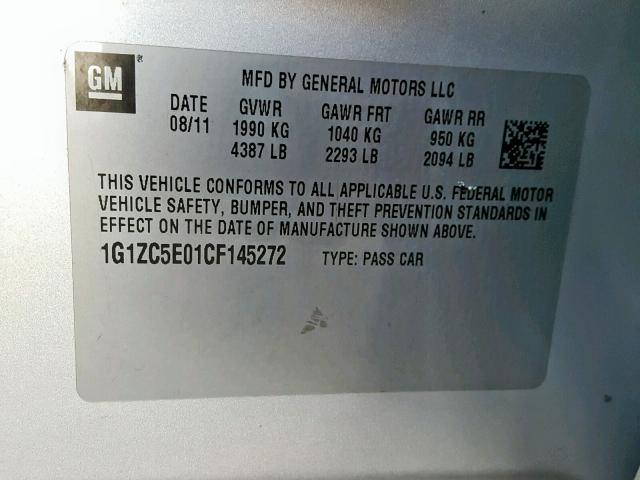 GM®
MFD BY GENERAL MOTORS LLC
DATE GVWR GAWR FRT GAWR RR
08/11 1990 KG 1040 KG 950 KG
4387 LB 2293 LB 2094 LB
THIS VEHICLE CONFORMS TO ALL APPLICABLE U.S. FEDERAL MOTOR
VEHICLE SAFETY, BUMPER, AND THEFT PREVENTION STANDARDS IN
EFFECT ON THE DATE OF MANUFACTURE SHOWN ABOVE.
1G1ZC5E01CF145272 TYPE: PASS CAR